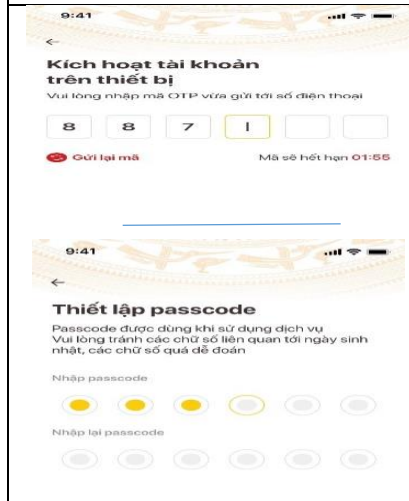 9:41
←
Kích hoạt tài khoản
trên thiết bị
Vui lòng nhập mã OTP vừa gửi tới số điện thoại
8 8 7
Gửi lại mã Mã sẽ hết hạn 01:55
9:41
←
Thiết lập passcode
Passcode được dùng khi sử dụng dịch vụ
Vui lòng tránh các chữ số liên quan tới ngày sinh
nhật, các chữ số quá dễ đoán
Nhập passcode
Nhập lại passcode